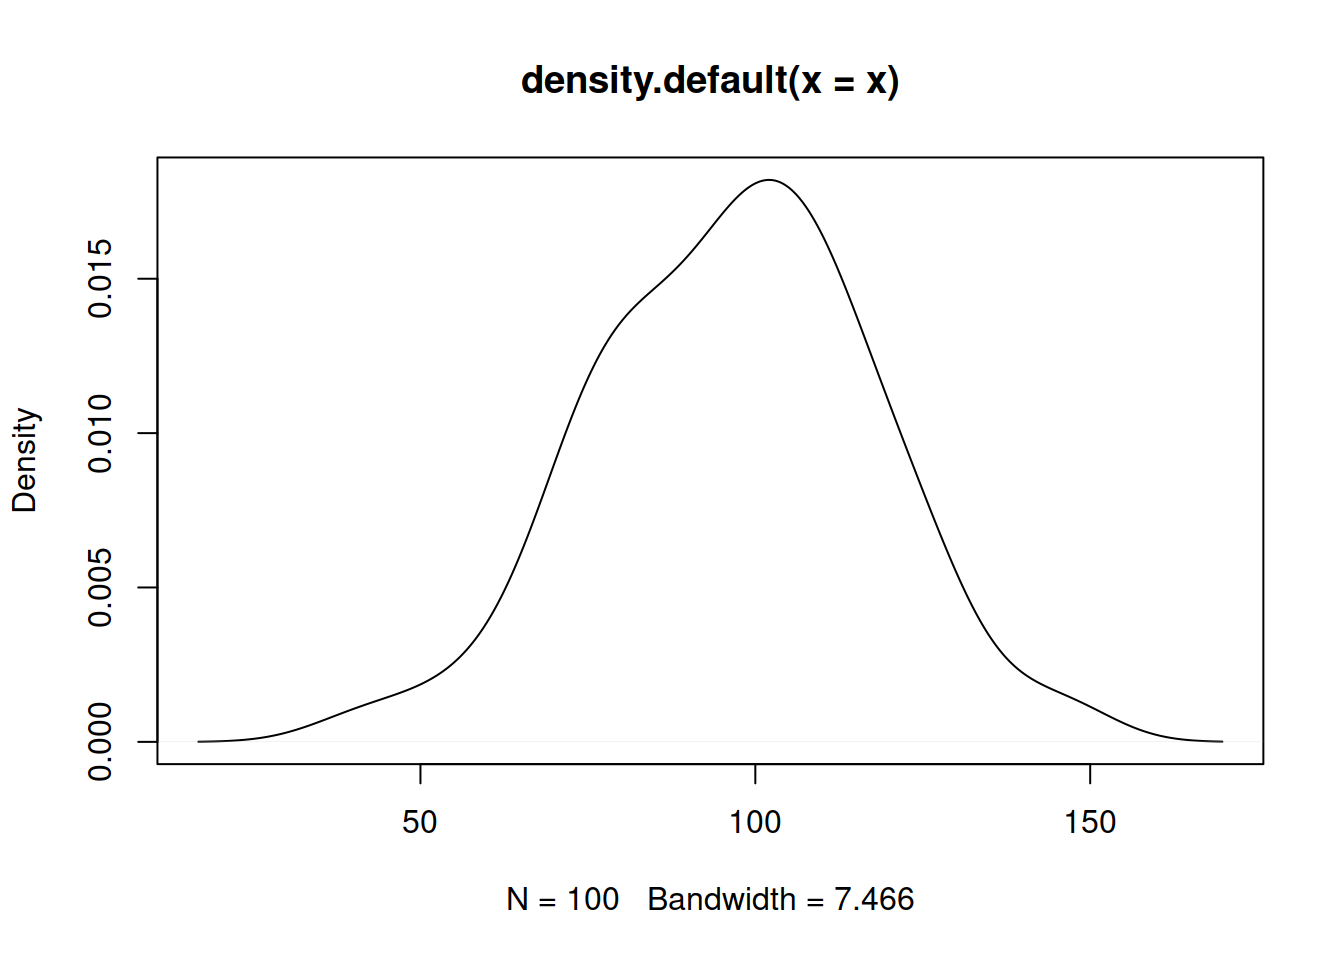 density.default(x = x)
Density
0.015
0.010
0.005
0.000
50 100 150
N = 100 Bandwidth = 7.466